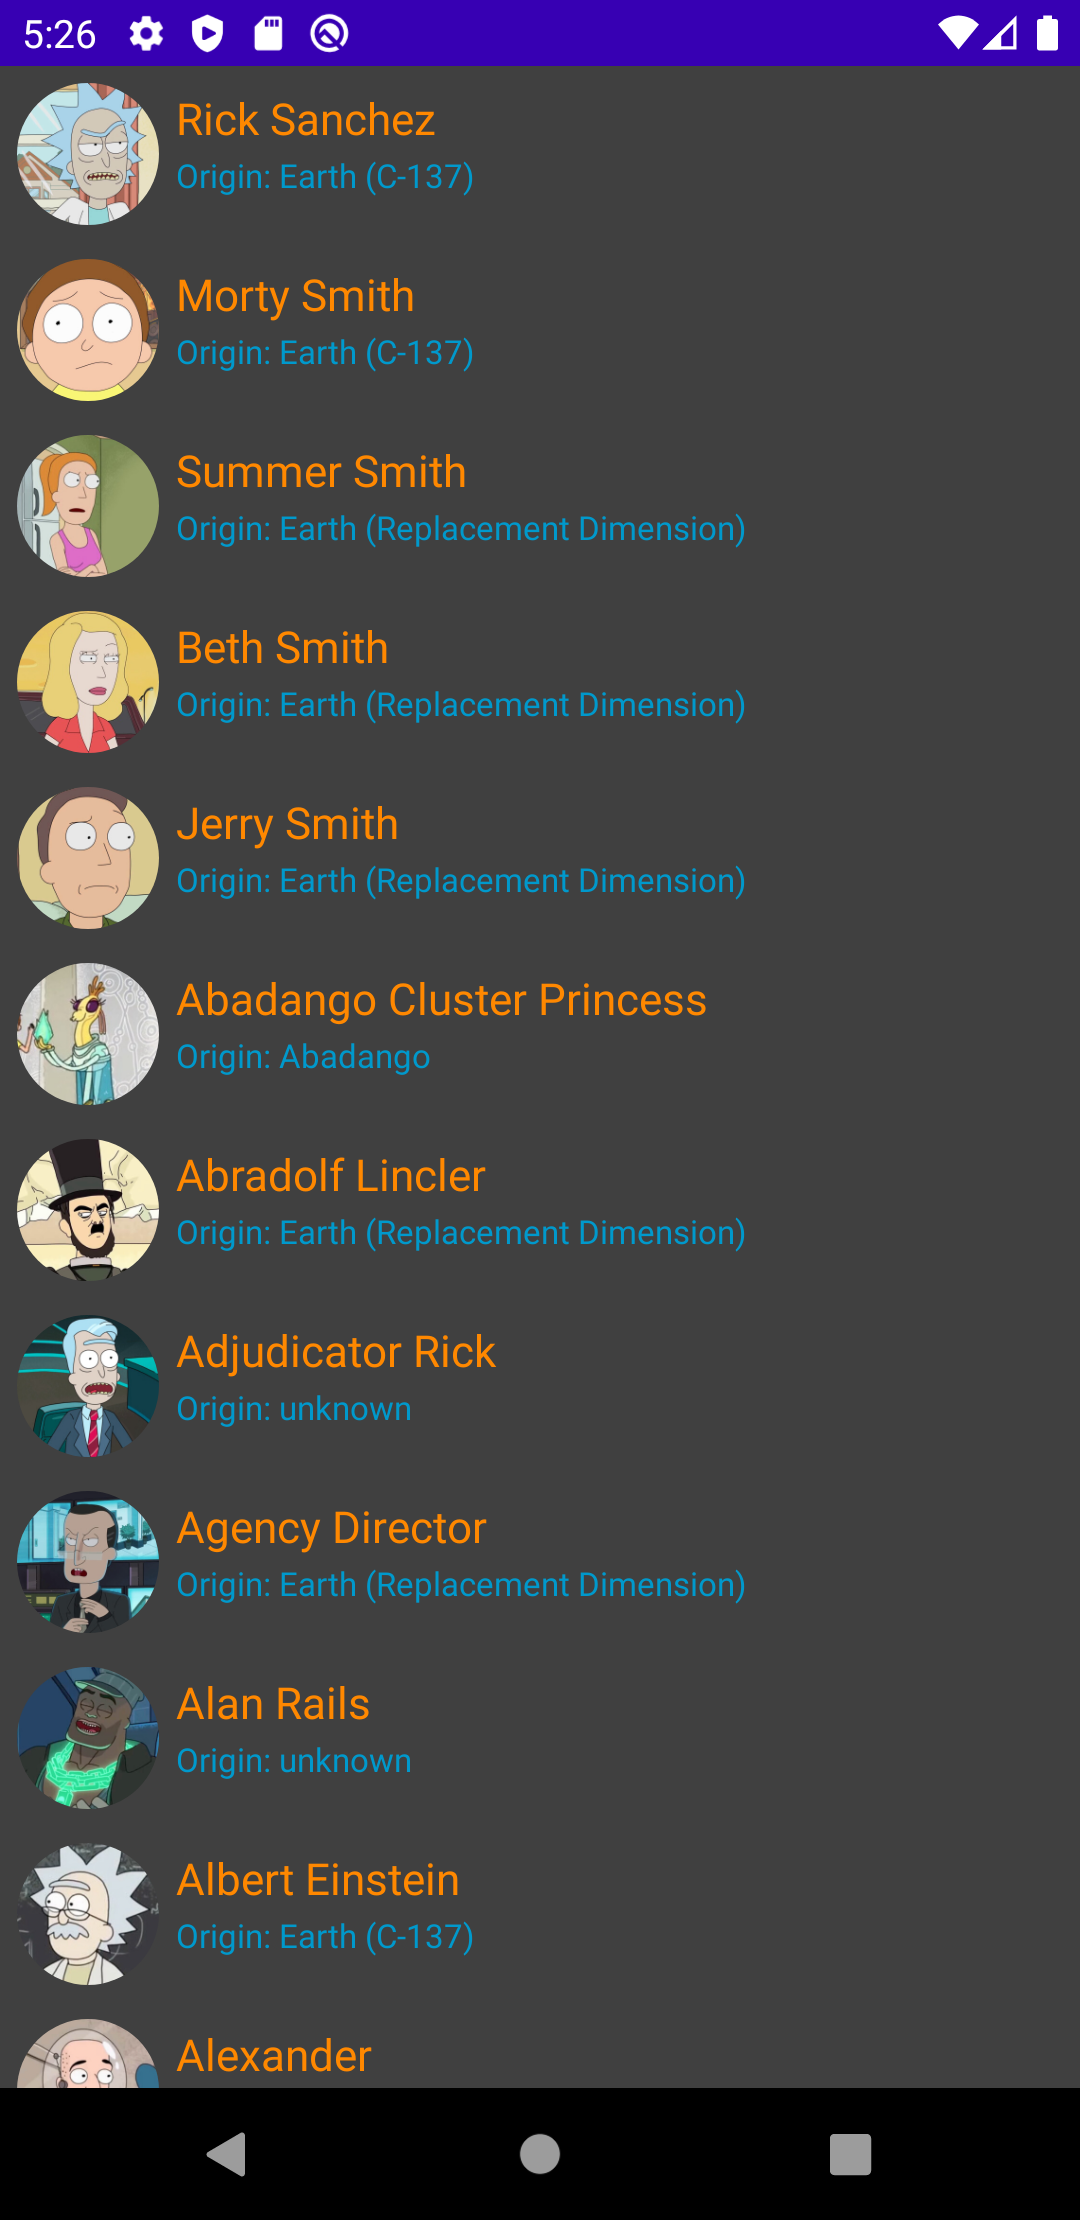 5:26
Rick Sanchez
Origin: Earth (C-137)
Morty Smith
Origin: Earth (C-137)
Summer Smith
Origin: Earth (Replacement Dimension)
Beth Smith
Origin: Earth (Replacement Dimension)
Jerry Smith
Origin: Earth (Replacement Dimension)
Abadango Cluster Princess
Origin: Abadango
Abradolf Lincler
Origin: Earth (Replacement Dimension)
Adjudicator Rick
Origin: unknown
Agency Director
Origin: Earth (Replacement Dimension)
Alan Rails
Origin: unknown
Albert Einstein
Origin: Earth (C-137)
Alexander